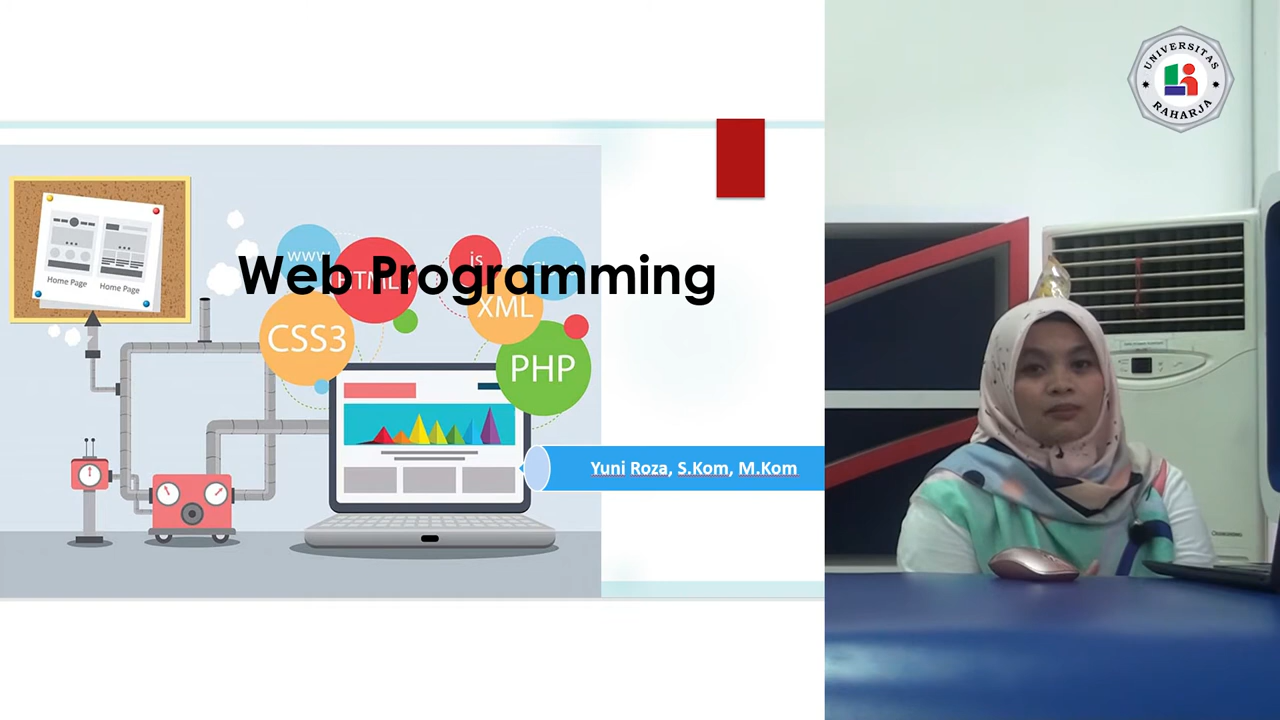 Web Programming
www
HTML5
js
XML
CSS3
PHP
Home Page
Home Page
Yuni Roza, S.Kom, M.Kom
UNIVERSITAS
RAHARJA